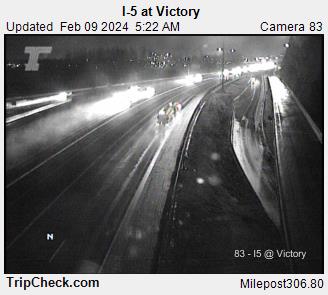 I-5 at Victory
Updated  Feb 09 2024  5:22 AM
Camera 83
T
N
83 - I5 @ Victory
TripCheck.com
Milepost306.80